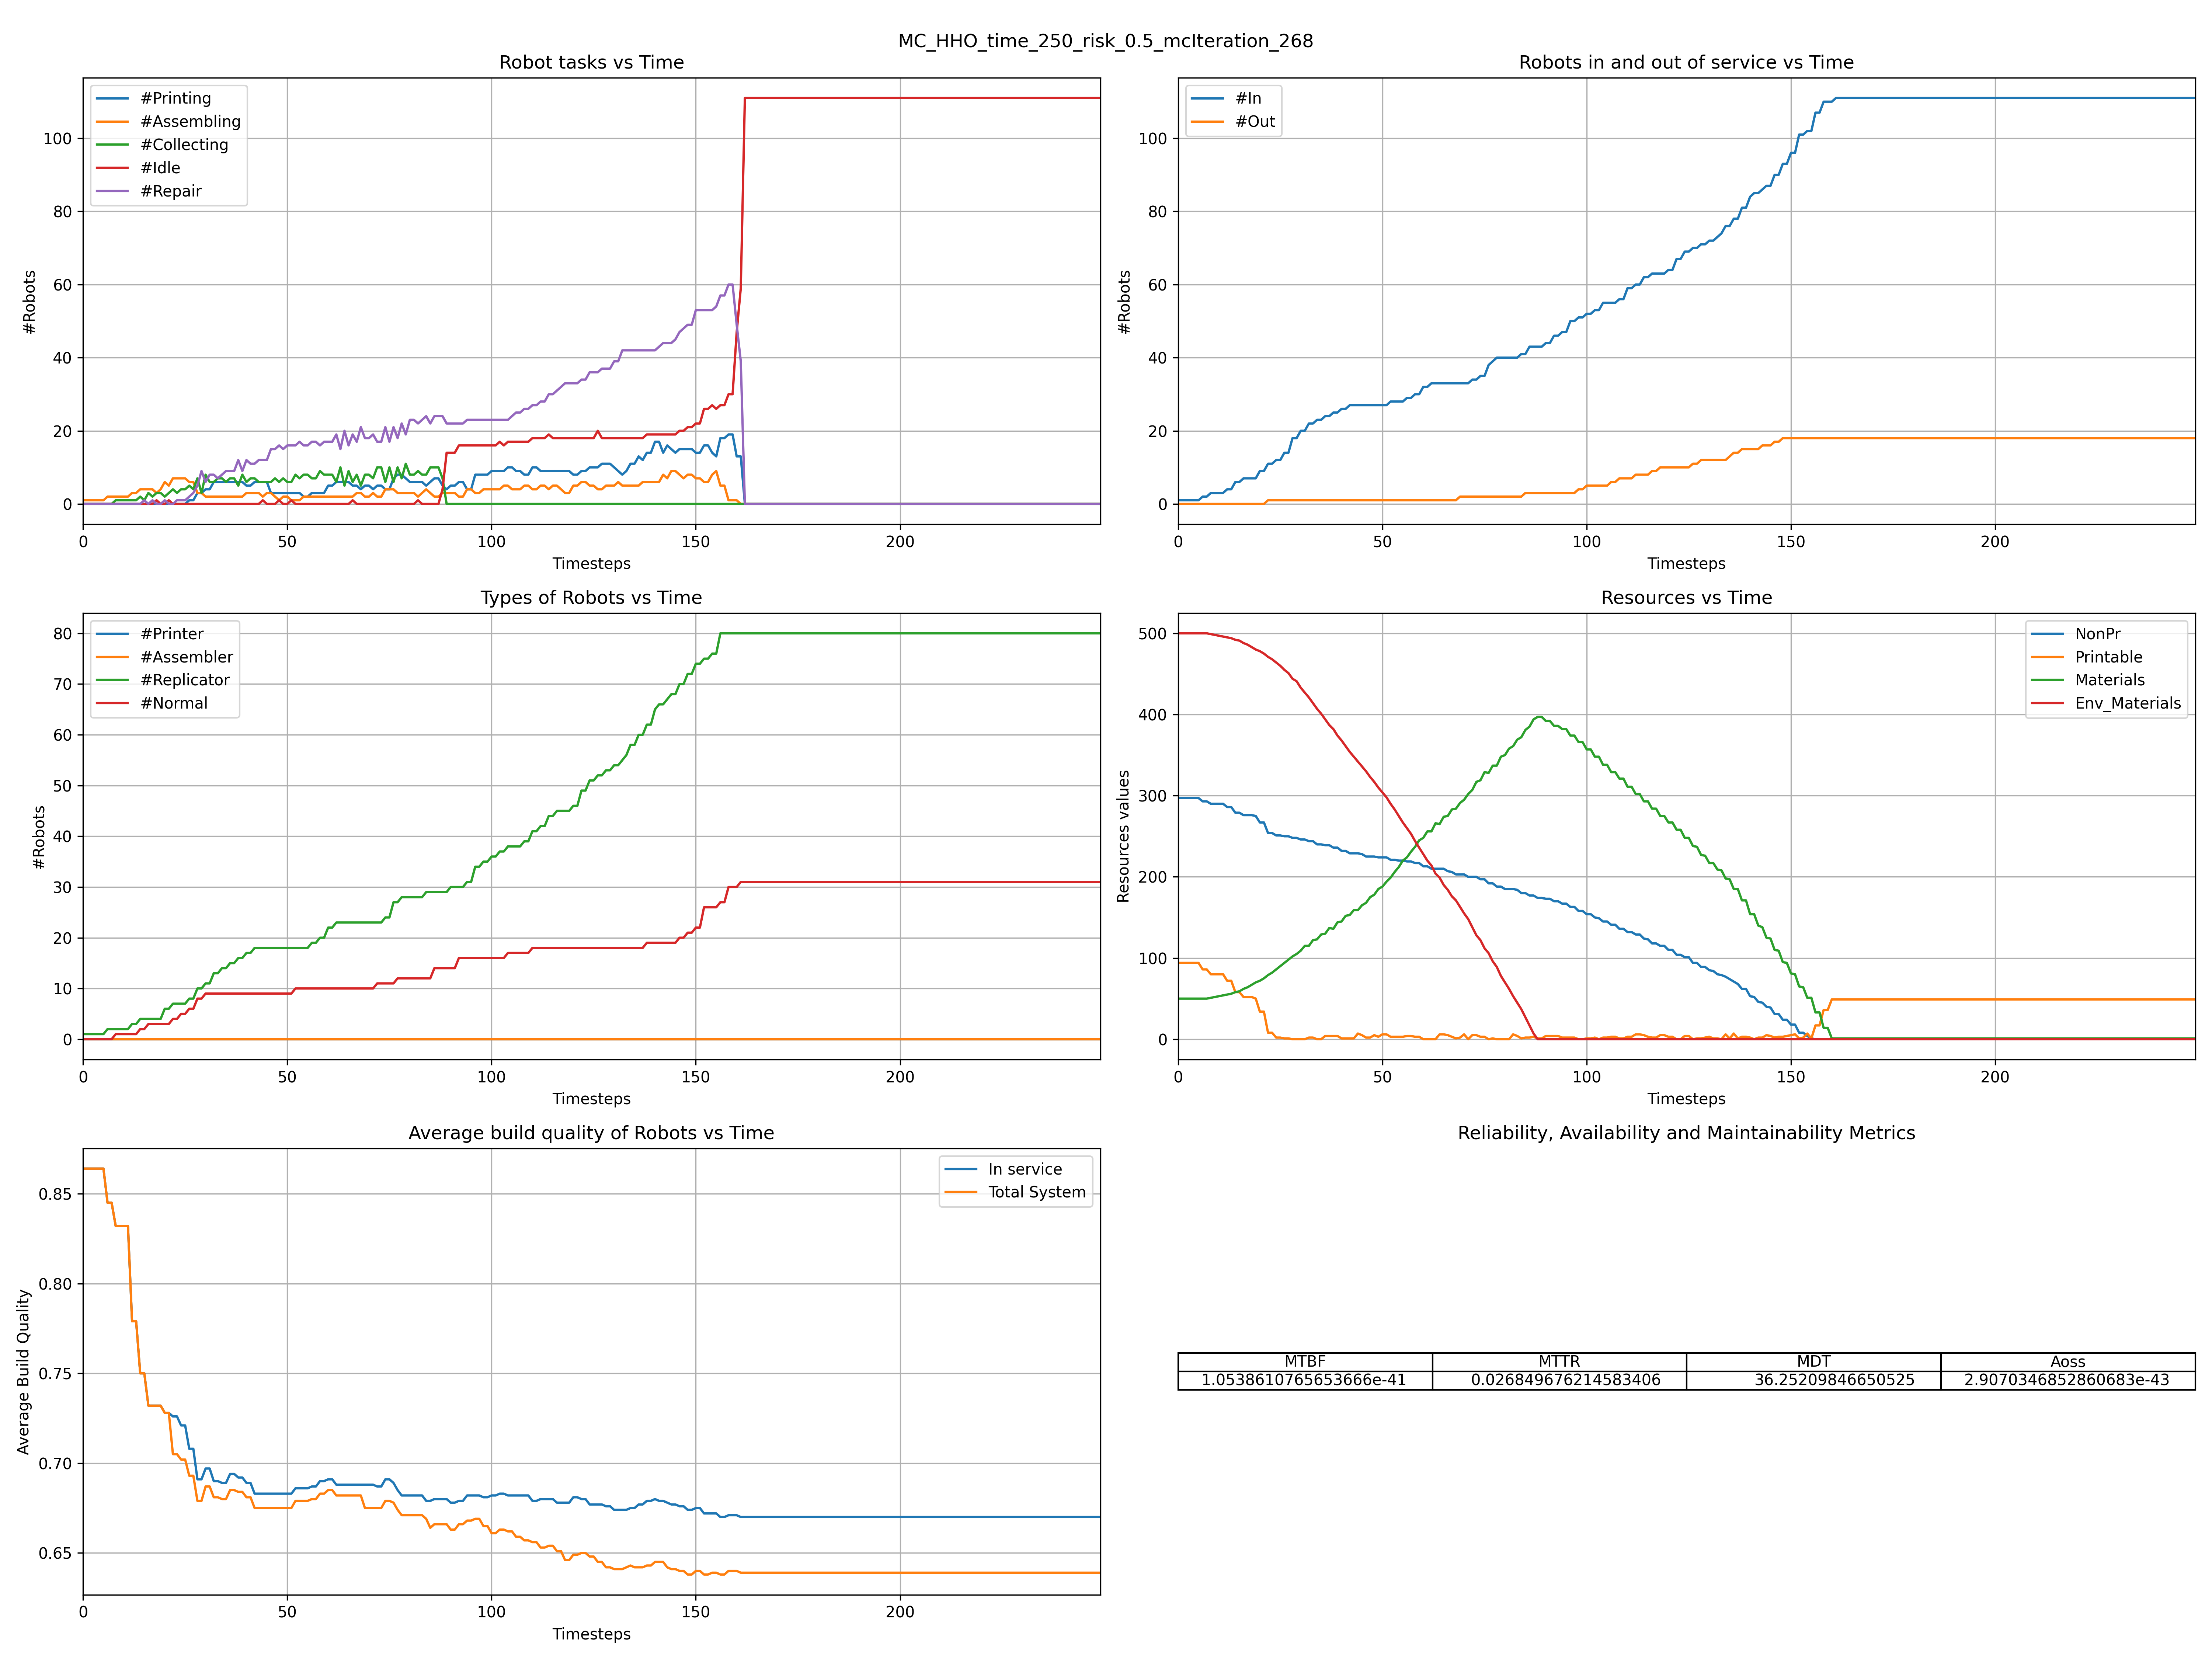 MC_HHO_time_250_risk_0.5_mcIteration_268
Robot tasks vs Time
#Printing
#Assembling
#Collecting
#Idle
#Repair
100
80
60
40
20
0
#Robots
0 50 100 150 200
Timesteps
Robots in and out of service vs Time
#In
#Out
100
80
60
40
20
0
#Robots
0 50 100 150 200
Timesteps
Types of Robots vs Time
#Printer
#Assembler
#Replicator
#Normal
80
70
60
50
40
30
20
10
0
#Robots
0 50 100 150 200
Timesteps
Resources vs Time
NonPr
Printable
Materials
Env_Materials
500
400
300
200
100
0
Resources values
0 50 100 150 200
Timesteps
Average build quality of Robots vs Time
In service
Total System
0.85
0.80
0.75
0.70
0.65
Average Build Quality
0 50 100 150 200
Timesteps
Reliability, Availability and Maintainability Metrics
MTBF MTTR MDT Aoss
1.0538610765653666e-41 0.026849676214583406 36.25209846650525 2.9070346852860683e-43